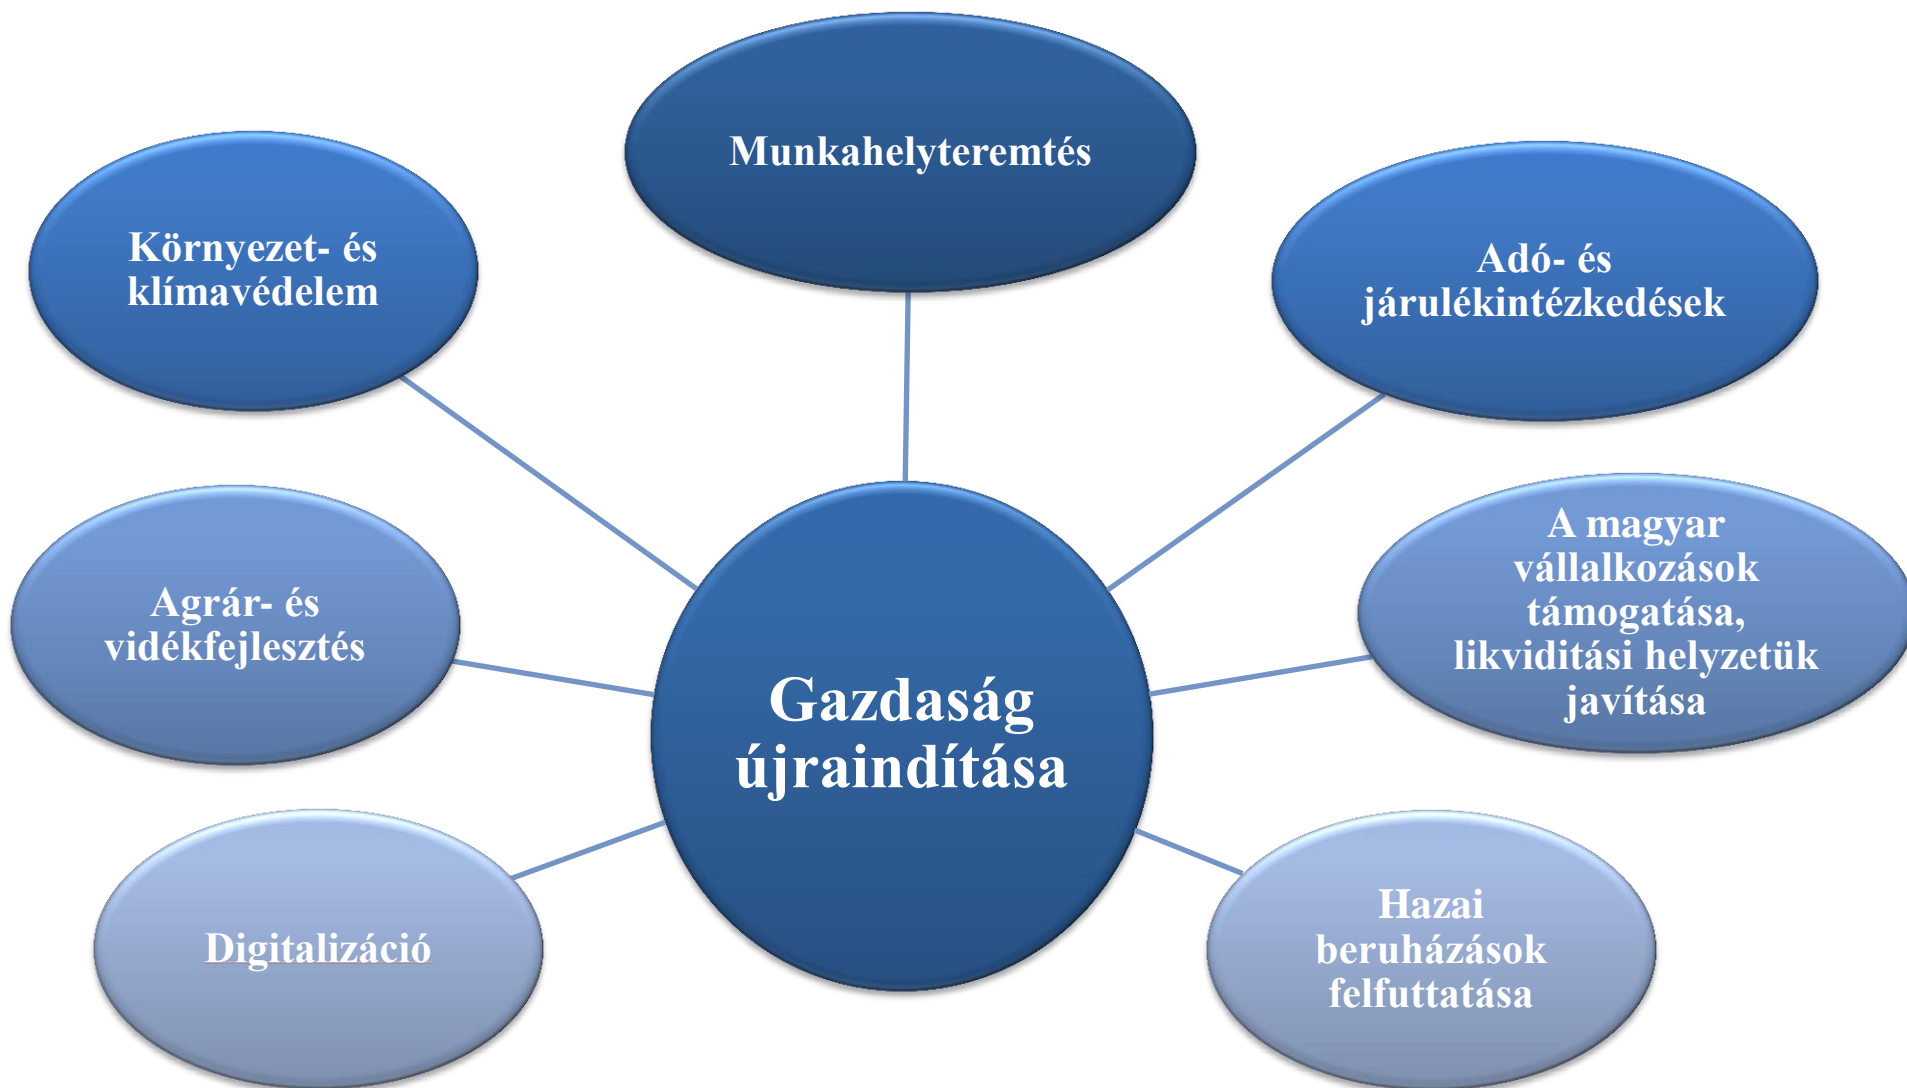 Munkahelyteremtés
Környezet- és
klímavédelem
Adó- és
járulékintézkedések
Agrár- és
vidékfejlesztés
A magyar
vállalkozások
támogatása,
likviditási helyzetük
javítása
Gazdaság
újraindítása
Digitalizáció
Hazai
beruházások
felfuttatása